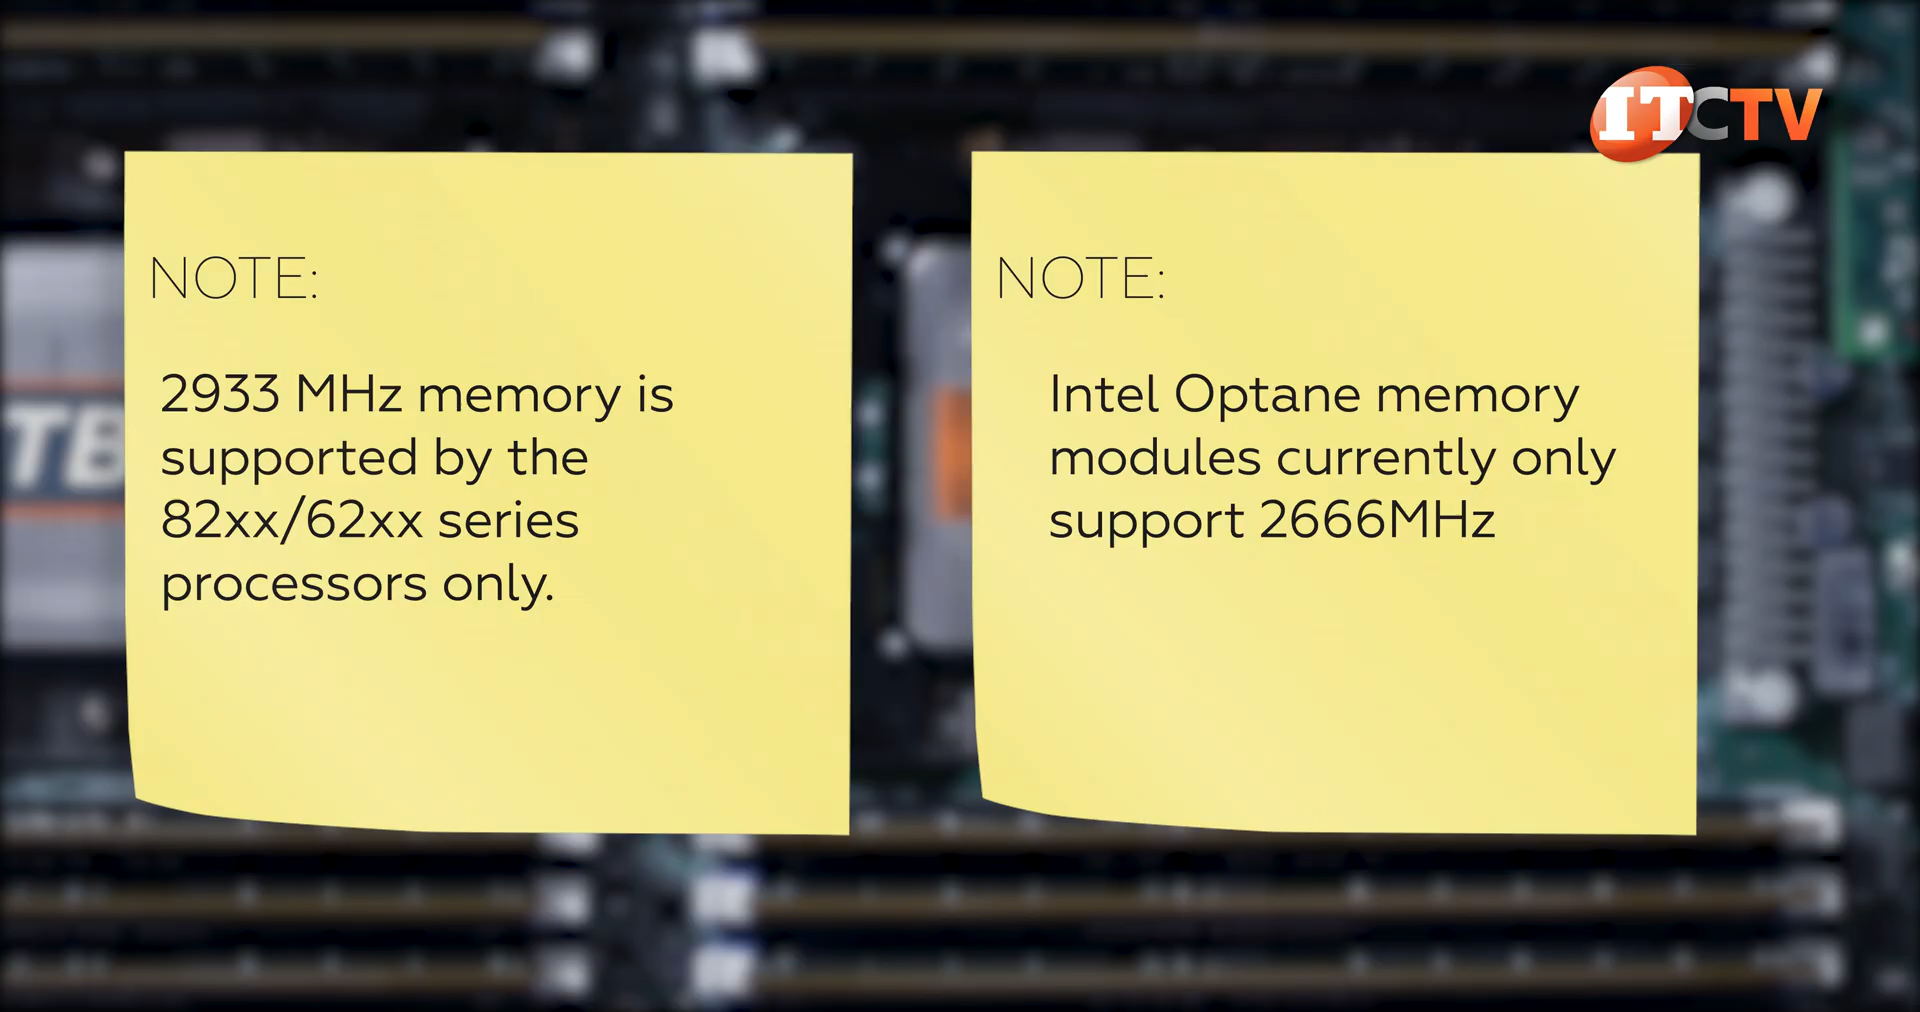 ITCTV
NOTE:
2933 MHz memory is
supported by the
82xx/62xx series
processors only.
NOTE:
Intel Optane memory
modules currently only
support 2666MHz
TB